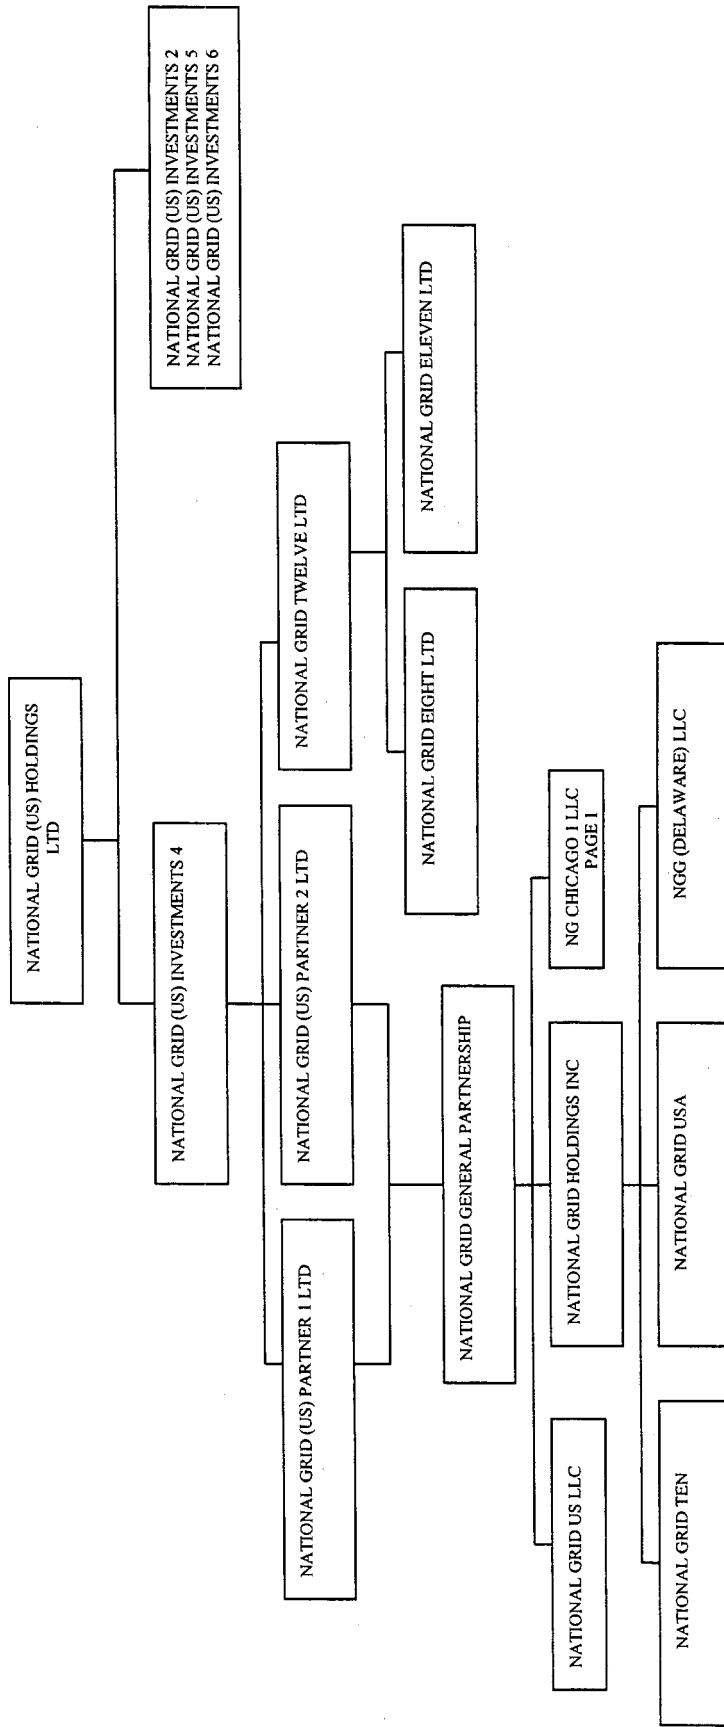 NATIONAL GRID (US) HOLDINGS
LTD
NATIONAL GRID (US) INVESTMENTS 4
NATIONAL GRID (US) INVESTMENTS 2
NATIONAL GRID (US) INVESTMENTS 5
NATIONAL GRID (US) INVESTMENTS 6
NATIONAL GRID (US) PARTNER 1 LTD
NATIONAL GRID (US) PARTNER 2 LTD
NATIONAL GRID TWELVE LTD
NATIONAL GRID EIGHT LTD
NATIONAL GRID ELEVEN LTD
NATIONAL GRID GENERAL PARTNERSHIP
NATIONAL GRID US LLC
NATIONAL GRID HOLDINGS INC
NG CHICAGO 1 LLC
PAGE 1
NATIONAL GRID TEN
NATIONAL GRID USA
NGG (DELAWARE) LLC